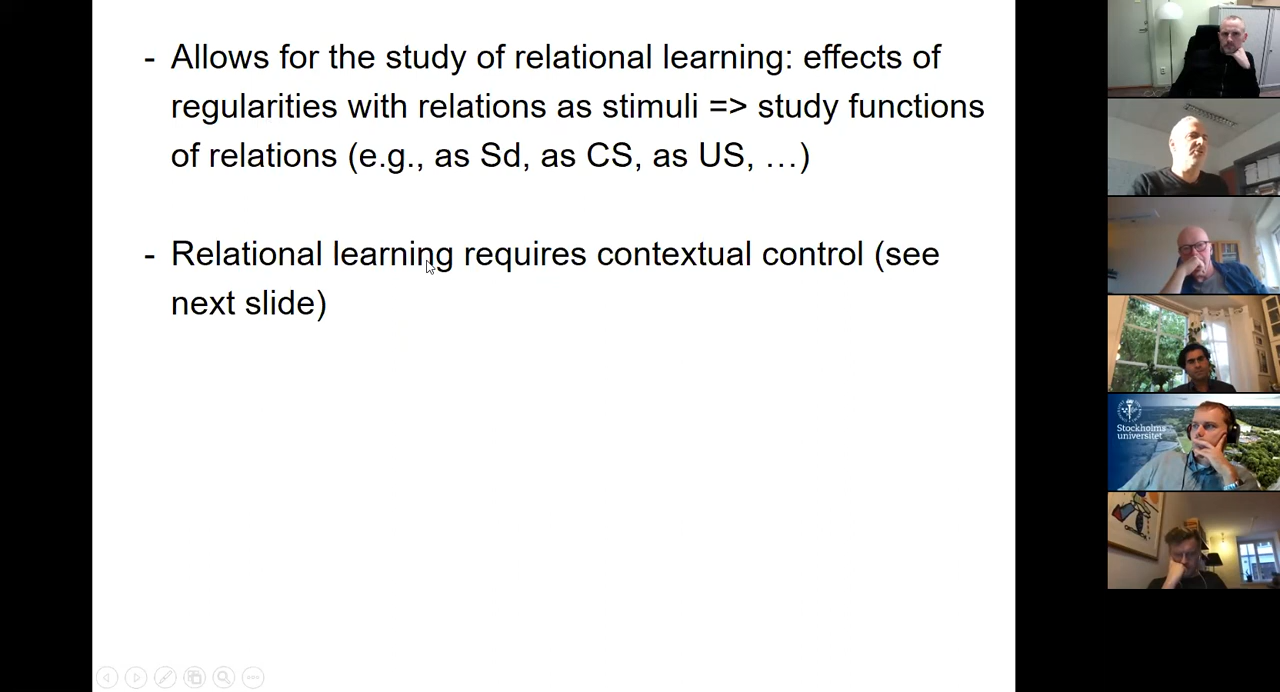 - Allows for the study of relational learning: effects of
regularities with relations as stimuli => study functions
of relations (e.g., as Sd, as CS, as US, …)
- Relational learning requires contextual control (see
next slide)
Stockholms
universitet